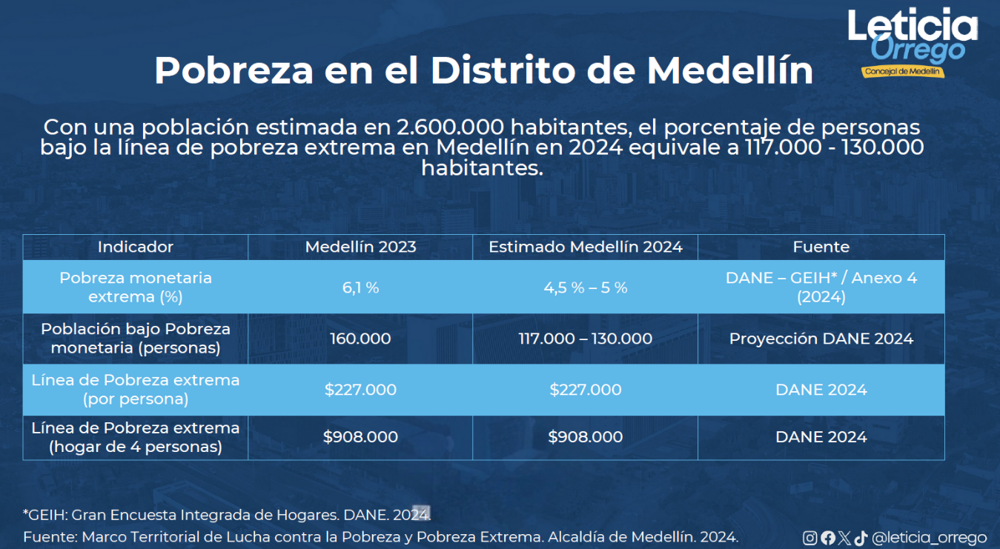 Leticia
Orrego
Concejal de Medellín
Pobreza en el Distrito de Medellín
Con una población estimada en 2.600.000 habitantes, el porcentaje de personas
bajo la línea de pobreza extrema en Medellín en 2024 equivale a 117.000 - 130.000
habitantes.
Indicador Medellín 2023 Estimado Medellín 2024 Fuente
Pobreza monetaria
extrema (%)
6,1 %
4,5 % – 5 %
DANE – GEIH* / Anexo 4
(2024)
Población bajo Pobreza
monetaria (personas)
160.000
117.000 – 130.000
Proyección DANE 2024
Línea de Pobreza extrema
(por persona)
$227.000
$227.000
DANE 2024
Línea de Pobreza extrema
(hogar de 4 personas)
$908.000
$908.000
DANE 2024
*GEIH: Gran Encuesta Integrada de Hogares. DANE. 2024.
Fuente: Marco Territorial de Lucha contra la Pobreza y Pobreza Extrema. Alcaldía de Medellín. 2024.
@leticia_orrego